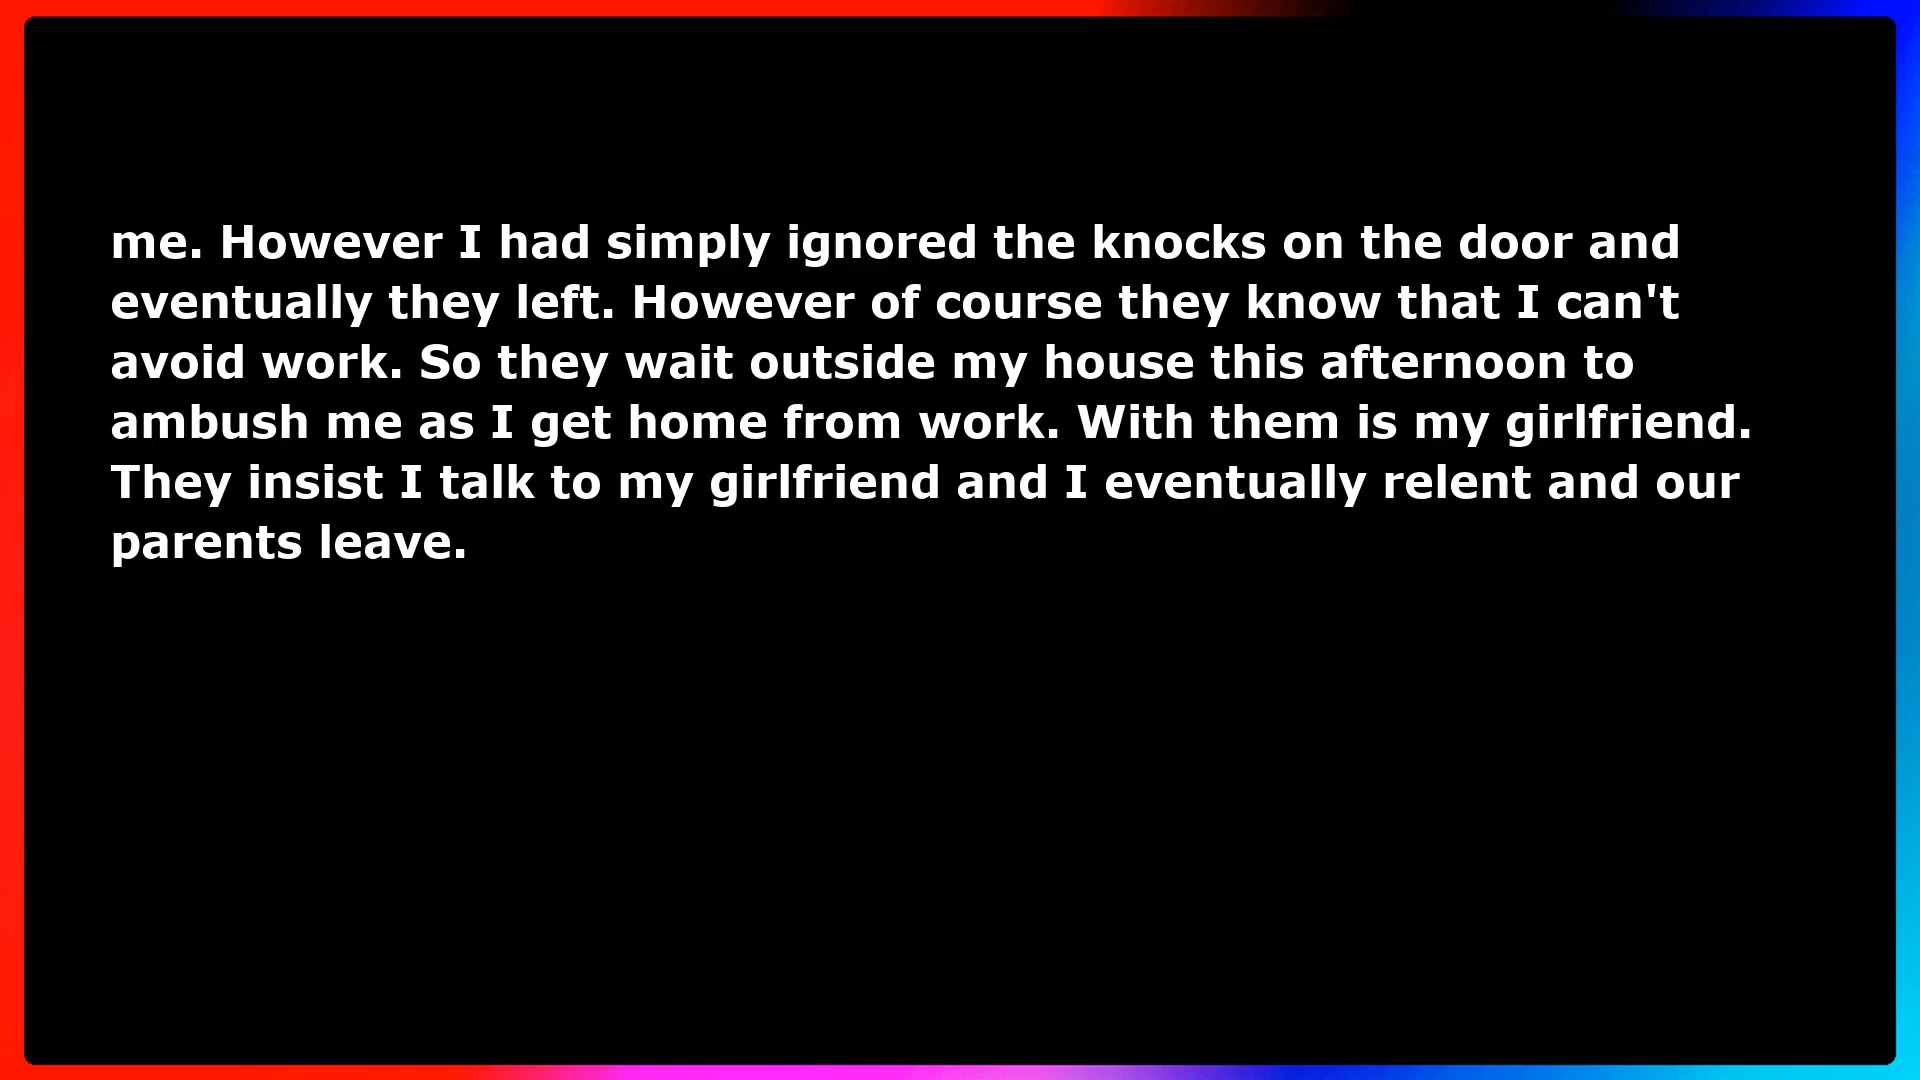 me. However I had simply ignored the knocks on the door and
eventually they left. However of course they know that I can't
avoid work. So they wait outside my house this afternoon to
ambush me as I get home from work. With them is my girlfriend.
They insist I talk to my girlfriend and I eventually relent and our
parents leave.